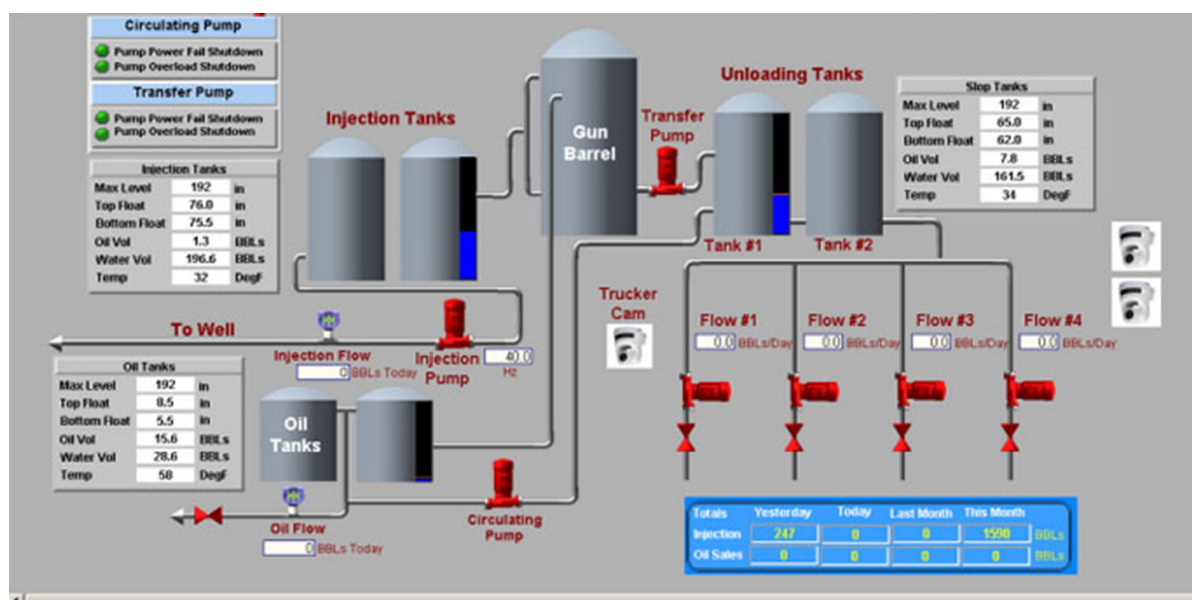 Circulating Pump
Pump Power Fail Shutdown
Pump Overload Shutdown
Transfer Pump
Pump Power Fail Shutdown
Pump Overload Shutdown
Injection Tanks
Max Level 192 in
Top Float 76.0 in
Bottom Float 75.5 in
Oil Vol 1.3 BBLs
Water Vol 196.6 BBLs
Temp 32 DegF
Injection Tanks
Gun
Barrel
Transfer
Pump
Unloading Tanks
Tank #1
Tank #2
Slop Tanks
Max Level 192 in
Top Float 65.0 in
Bottom Float 62.0 in
Oil Vol 7.8 BBLs
Water Vol 161.5 BBLs
Temp 34 DegF
To Well
Injection Flow
0 BBLs Today
Injection
Pump
40.0
Hz
Trucker
Cam
Flow #1
0.0 BBLs/Day
Flow #2
0.0 BBLs/Day
Flow #3
0.0 BBLs/Day
Flow #4
0.0 BBLs/Day
Oil Tanks
Max Level 192 in
Top Float 8.5 in
Bottom Float 5.5 in
Oil Vol 15.6 BBLs
Water Vol 28.6 BBLs
Temp 58 DegF
Oil
Tanks
Oil Flow
0 BBLs Today
Circulating
Pump
Totals Yesterday Today Last Month This Month
Injection 247 0 0 1590 BBLs
Oil Sales 0 0 0 0 BBLs